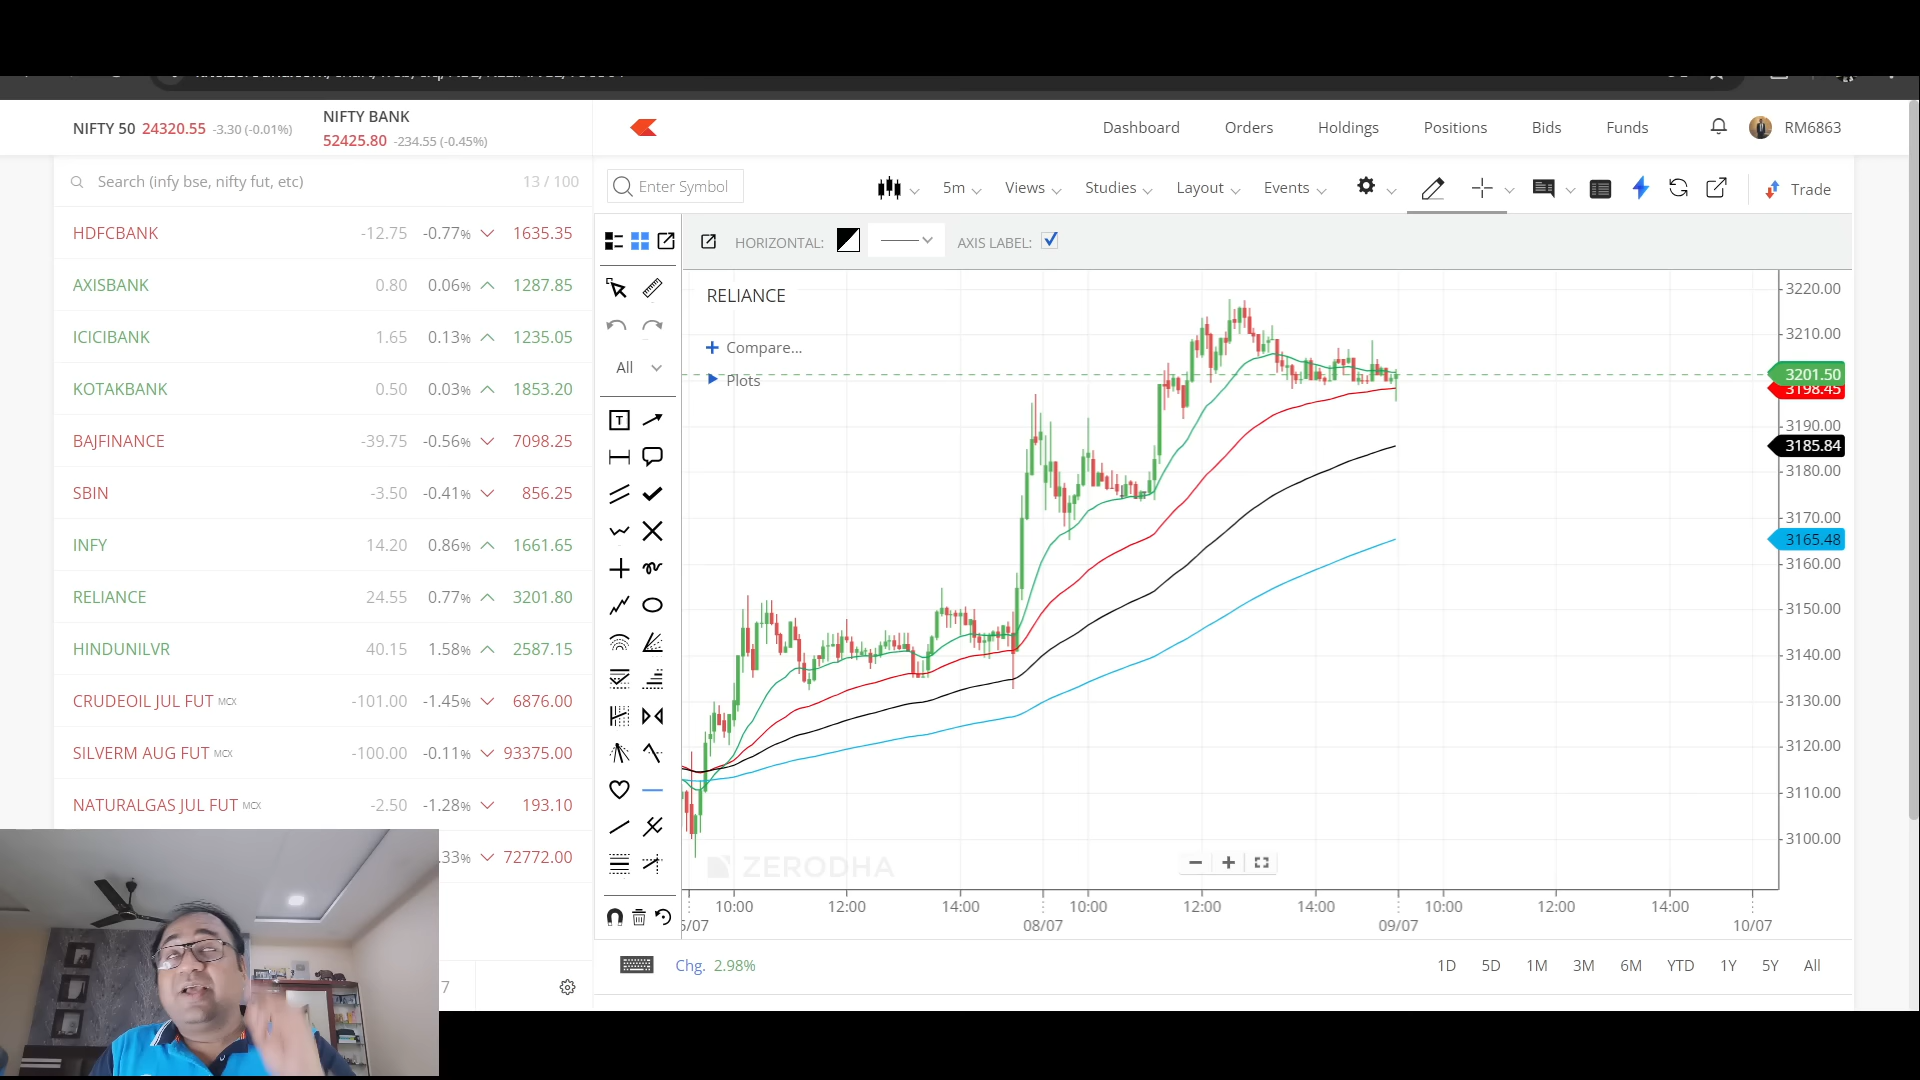 NIFTY 50 24320.55 -3.30 (-0.01%)
NIFTY BANK
52425.80 -234.55 (-0.45%)
Dashboard Orders Holdings Positions Bids Funds RM6863
Search (infy bse, nifty fut, etc) 13 / 100
Enter Symbol 5m Views Studies Layout Events Trade
HDFCBANK -12.75 -0.77% 1635.35
AXISBANK 0.80 0.06% 1287.85
ICICIBANK 1.65 0.13% 1235.05
KOTAKBANK 0.50 0.03% 1853.20
BAJFINANCE -39.75 -0.56% 7098.25
SBIN -3.50 -0.41% 856.25
INFY 14.20 0.86% 1661.65
RELIANCE 24.55 0.77% 3201.80
HINDUNILVR 40.15 1.58% 2587.15
CRUDEOIL JUL FUT MCX -101.00 -1.45% 6876.00
SILVERM AUG FUT MCX -100.00 -0.11% 93375.00
NATURALGAS JUL FUT MCX -2.50 -1.28% 193.10
.33% 72772.00
7
HORIZONTAL: AXIS LABEL:
All
T
RELIANCE
Compare...
Plots
3220.00
3210.00
3201.50
3198.45
3190.00
3185.84
3180.00
3170.00
3165.48
3160.00
3150.00
3140.00
3130.00
3120.00
3110.00
3100.00
ZERODHA
10:00 12:00 14:00 10:00 12:00 14:00 10:00 12:00 14:00
/07 08/07 09/07 10/07
Chg. 2.98% 1D 5D 1M 3M 6M YTD 1Y 5Y All